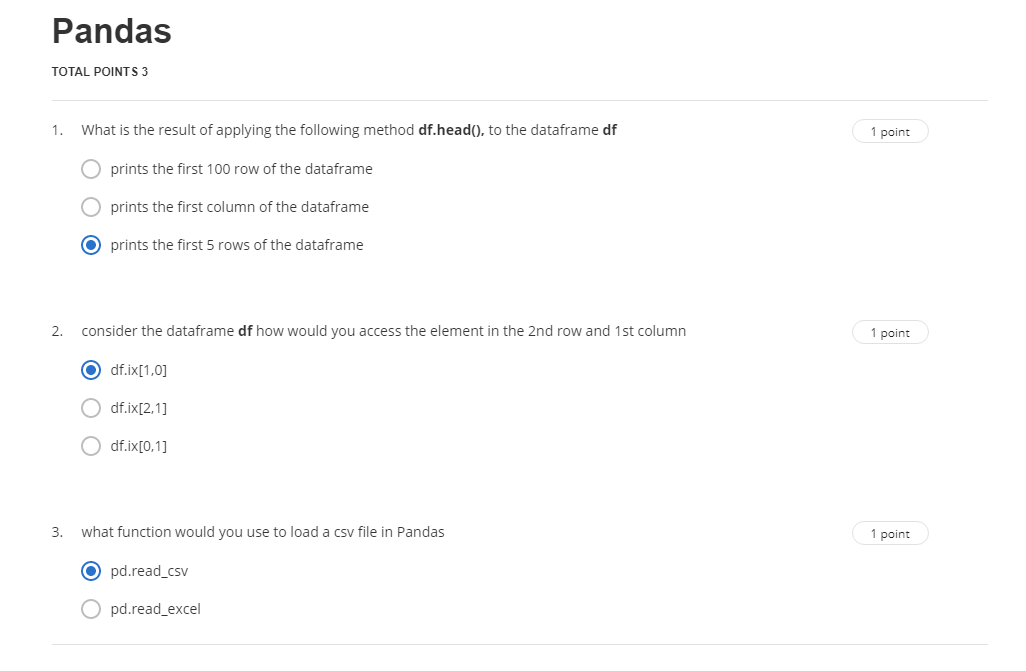 Pandas
TOTAL POINTS 3
1. What is the result of applying the following method df.head(), to the dataframe df
1 point
prints the first 100 row of the dataframe
prints the first column of the dataframe
prints the first 5 rows of the dataframe
2. consider the dataframe df how would you access the element in the 2nd row and 1st column
1 point
df.ix[1,0]
df.ix[2,1]
df.ix[0,1]
3. what function would you use to load a csv file in Pandas
1 point
pd.read_csv
pd.read_excel